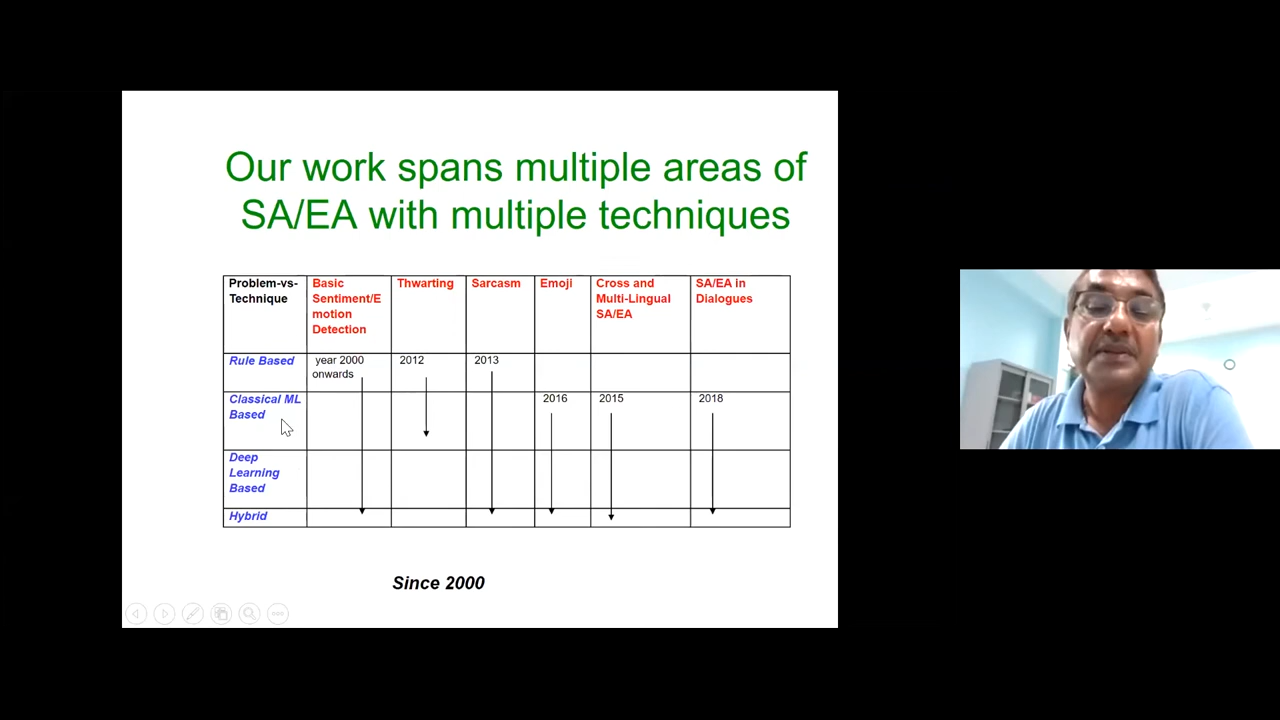 Our work spans multiple areas of
SA/EA with multiple techniques
Problem-vs-
Technique
Basic
Sentiment/E
motion
Detection
Thwarting
Sarcasm
Emoji
Cross and
Multi-Lingual
SA/EA
SA/EA in
Dialogues
Rule Based
year 2000
onwards
2012
2013
Classical ML
Based
2016
2015
2018
Deep
Learning
Based
Hybrid
Since 2000